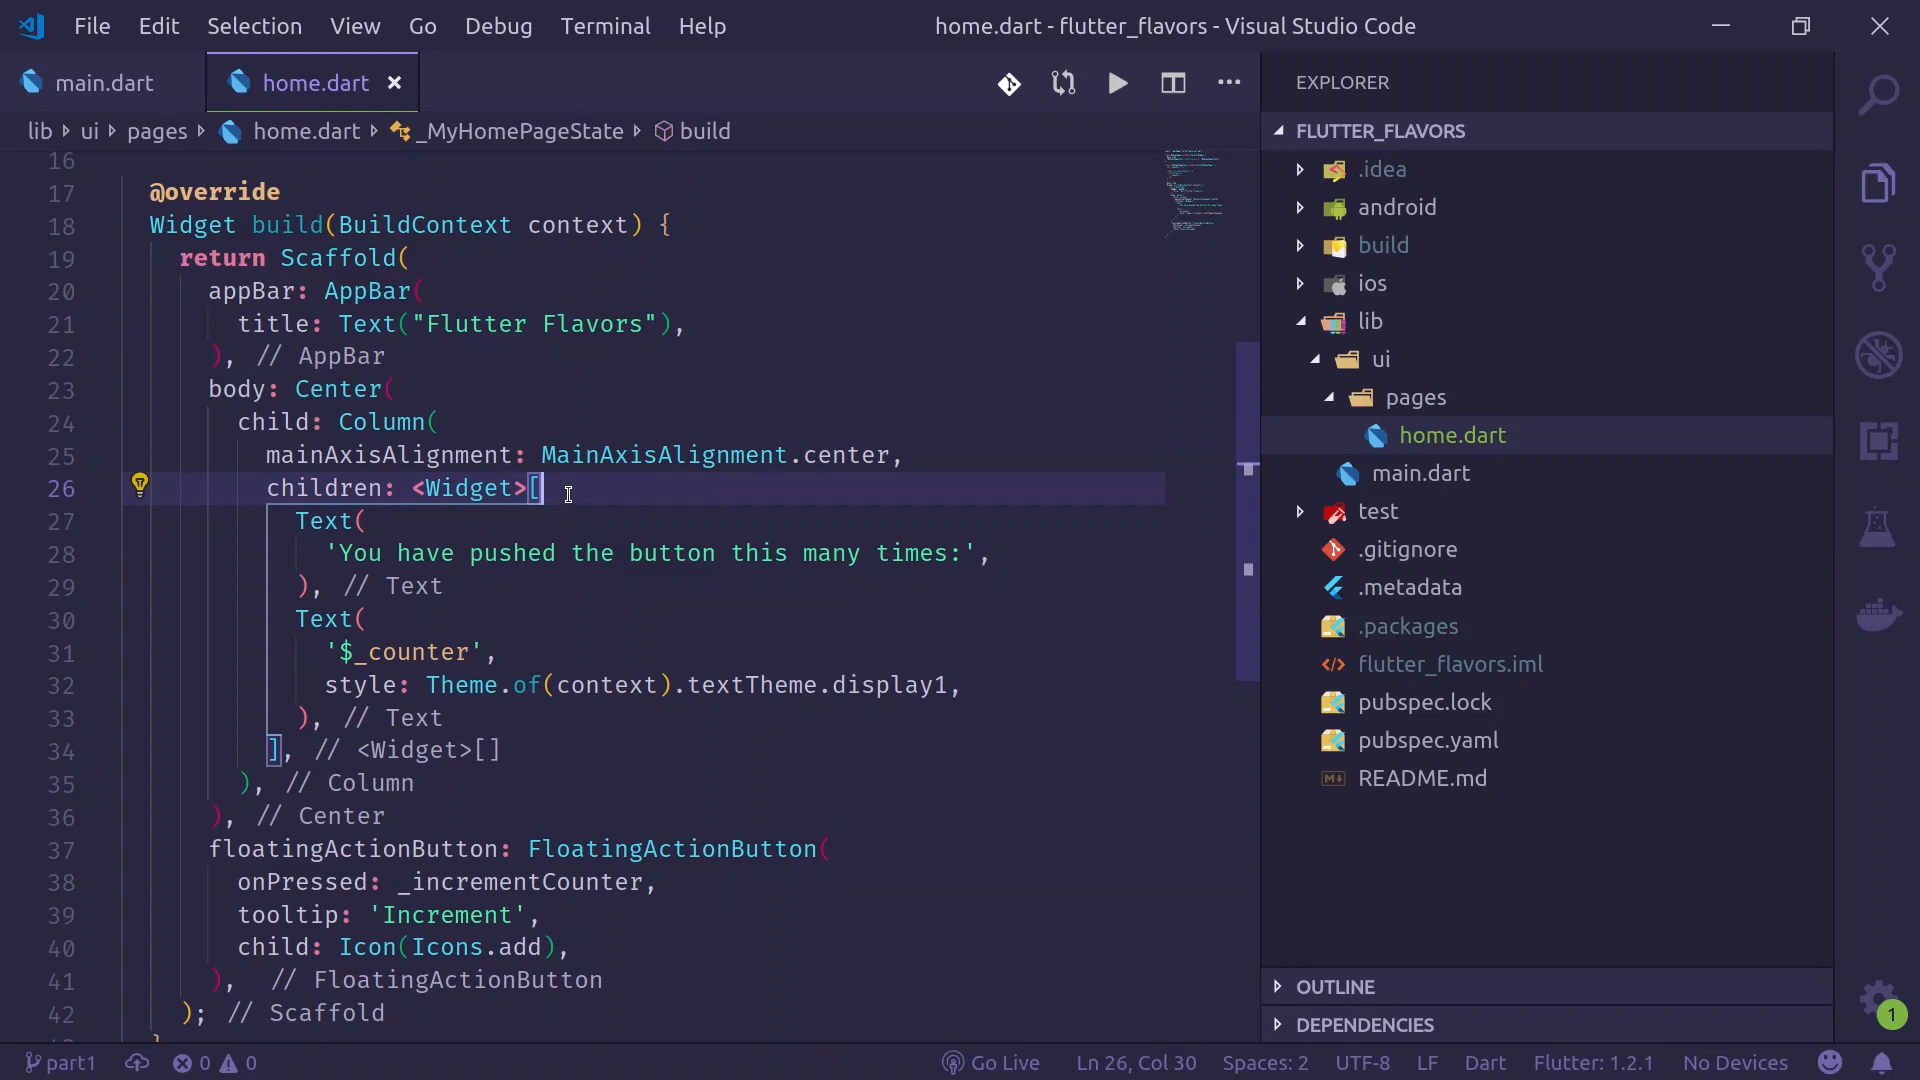 File Edit Selection View Go Debug Terminal Help
home.dart - flutter_flavors - Visual Studio Code
main.dart
home.dart
lib ui pages home.dart _MyHomePageState build
16
17 @override
18 Widget build(BuildContext context) {
19 return Scaffold(
20 appBar: AppBar(
21 title: Text("Flutter Flavors"),
22 ), // AppBar
23 body: Center(
24 child: Column(
25 mainAxisAlignment: MainAxisAlignment.center,
26 children: <Widget>[
27 Text(
28 'You have pushed the button this many times:',
29 ), // Text
30 Text(
31 '$_counter',
32 style: Theme.of(context).textTheme.display1,
33 ), // Text
34 ], // <Widget>[]
35 ), // Column
36 ), // Center
37 floatingActionButton: FloatingActionButton(
38 onPressed: _incrementCounter,
39 tooltip: 'Increment',
40 child: Icon(Icons.add),
41 ), // FloatingActionButton
42 ); // Scaffold
EXPLORER
FLUTTER_FLAVORS
.idea
android
build
ios
lib
ui
pages
home.dart
main.dart
test
.gitignore
.metadata
.packages
flutter_flavors.iml
pubspec.lock
pubspec.yaml
README.md
OUTLINE
DEPENDENCIES
1
part1 0 0 Go Live Ln 26, Col 30 Spaces: 2 UTF-8 LF Dart Flutter: 1.2.1 No Devices